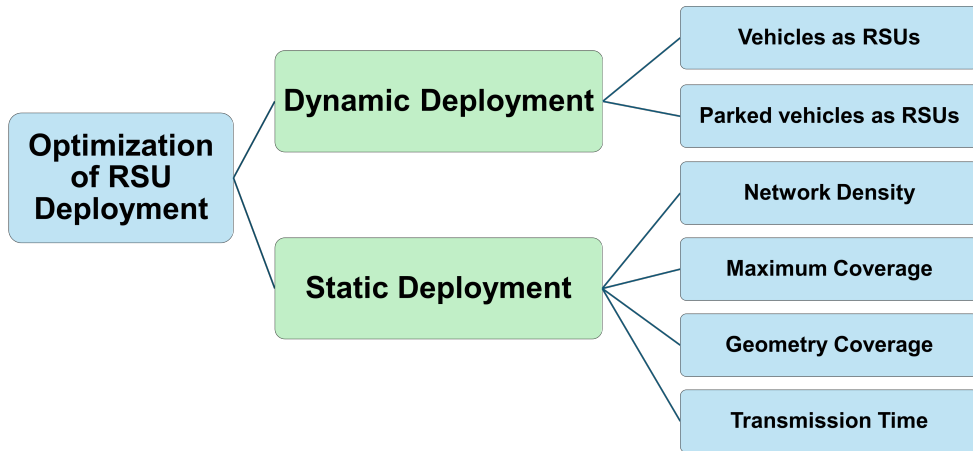 Optimization
of RSU
Deployment
Dynamic Deployment
Static Deployment
Vehicles as RSUs
Parked vehicles as RSUs
Network Density
Maximum Coverage
Geometry Coverage
Transmission Time